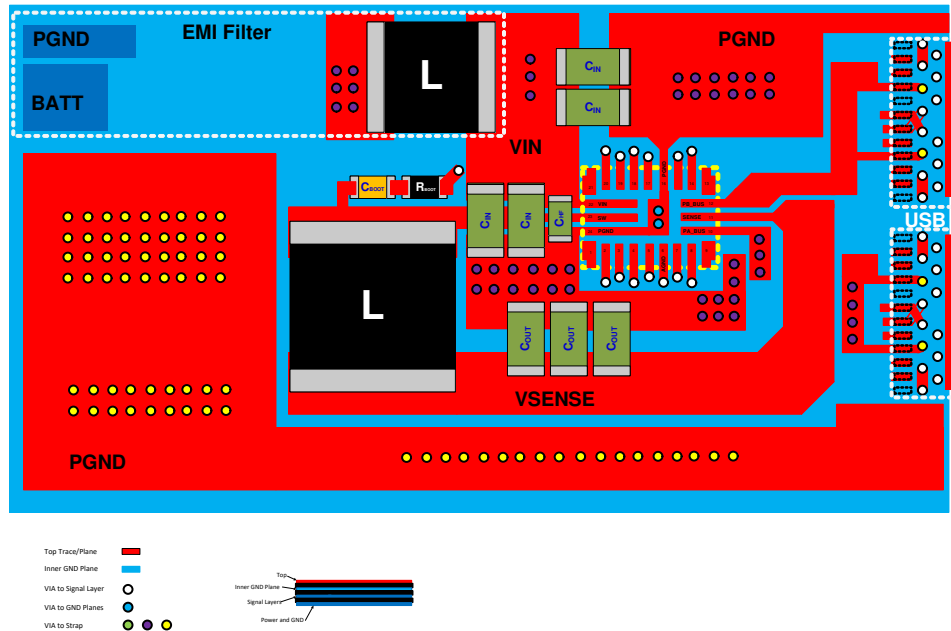 PGND
EMI Filter
PGND
BATT
L
CIN
CIN
VIN
CBOOT
RBOOT
CIN
CIN
CHF
VIN
SW
PGND
PGND
PB_BUS
SENSE
PA_BUS
USB
L
COUT
COUT
COUT
VSENSE
PGND
Top Trace/Plane
Inner GND Plane
VIA to Signal Layer
VIA to GND Planes
VIA to Strap
Top
Inner GND Plane
Signal Layers
Power and GND